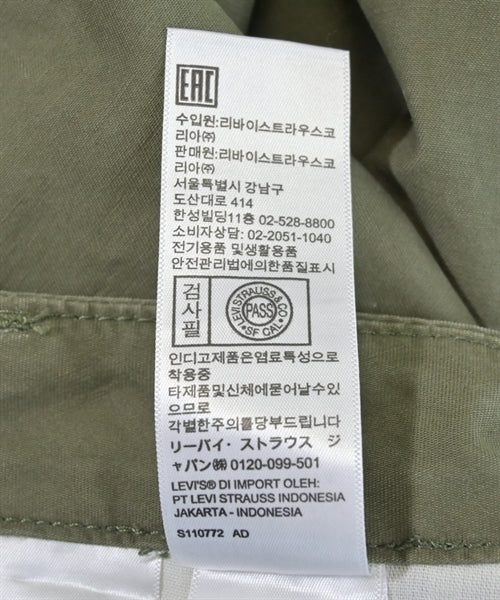 EAC
수입원:리바이스트라우스코
리아㈜
판매원:리바이스트라우스코
리아㈜
서울특별시 강남구
도산대로 414
한성빌딩11층 02-528-8800
소비자상담: 02-2051-1040
전기용품 및생활용품
안전관리법에의한품질표시
검사필
LEVI STRAUSS & CO
PASS
SF CAL
인디고제품은염료특성으로
착용중
타제품및신체에묻어날수있
으므로
각별한주의를당부드립니다
リーバイ・ストラウス ジ
ャパン㈱ 0120-099-501
LEVI'S® DI IMPORT OLEH:
PT LEVI STRAUSS INDONESIA
JAKARTA - INDONESIA
S110772 AD